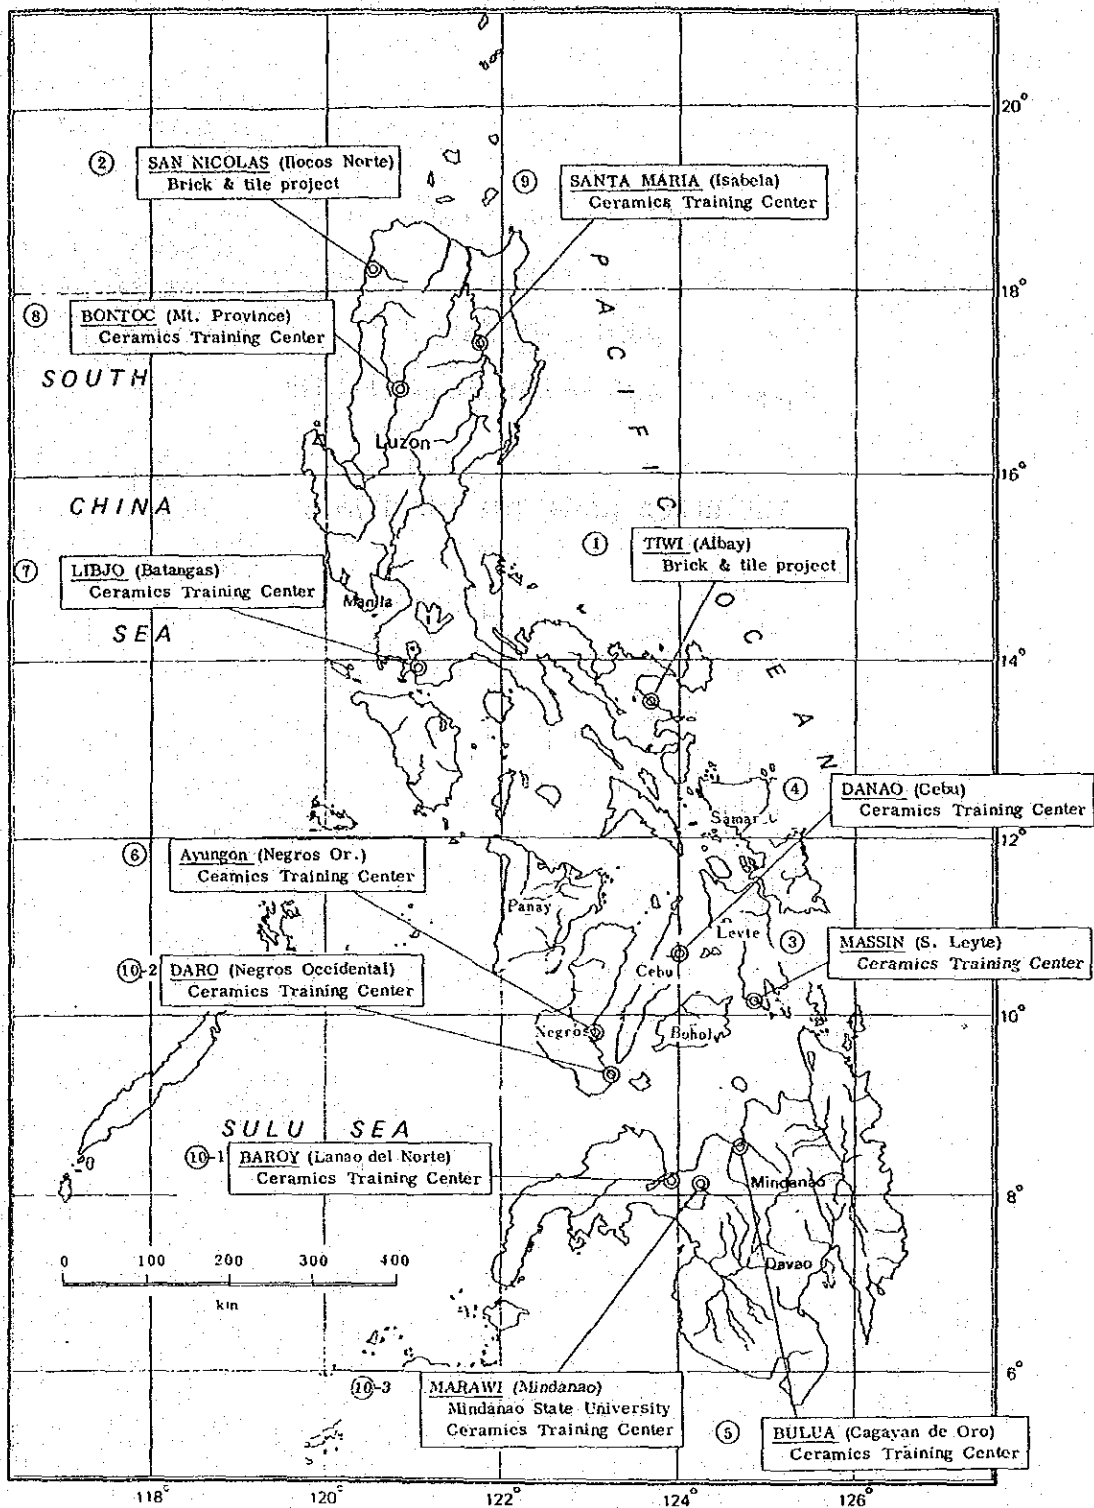 20°
② SAN NICOLAS (Ilocos Norte)
Brick & tile project
⑨ SANTA MARIA (Isabela)
Ceramics Training Center
PACIFIC OCEAN
18°
⑧ BONTOC (Mt. Province)
Ceramics Training Center
SOUTH
Luzon
16°
CHINA
① TIWI (Albay)
Brick & tile project
⑦ LIBJO (Batangas)
Ceramics Training Center
Manila
SEA
14°
④ DANAO (Cebu)
Ceramics Training Center
Samar
12°
⑥ Ayungon (Negros Or.)
Ceamics Training Center
Panay
Leyte
③ MASSIN (S. Leyte)
Ceramics Training Center
Cebu
⑩-2 DARO (Negros Occidental)
Ceramics Training Center
10°
Negros
Bohol
SULU SEA
⑩-1 BAROY (Lanao del Norte)
Ceramics Training Center
Mindanao
8°
0 100 200 300 400
km
Davao
6°
⑩-3 MARAWI (Mindanao)
Mindanao State University
Ceramics Training Center
⑤ BULUA (Cagayan de Oro)
Ceramics Training Center
118° 120° 122° 124° 126°